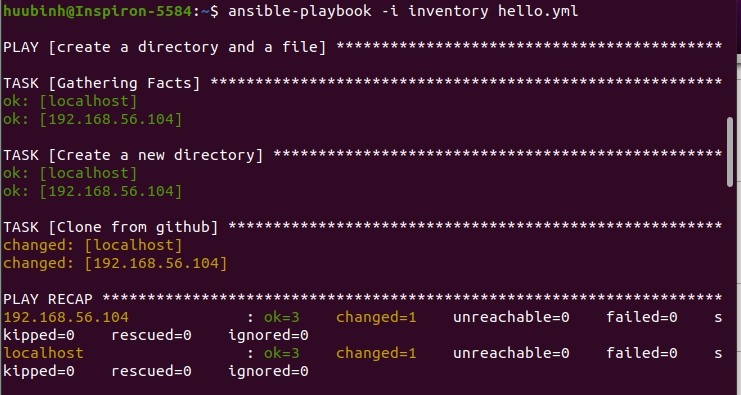 huubinh@Inspiron-5584:~$ ansible-playbook -i inventory hello.yml
PLAY [create a directory and a file] *******************************************
TASK [Gathering Facts] *********************************************************
ok: [localhost]
ok: [192.168.56.104]
TASK [Create a new directory] **************************************************
ok: [localhost]
ok: [192.168.56.104]
TASK [Clone from github] *******************************************************
changed: [localhost]
changed: [192.168.56.104]
PLAY RECAP *********************************************************************
192.168.56.104             : ok=3    changed=1    unreachable=0    failed=0    s
kipped=0    rescued=0    ignored=0
localhost                  : ok=3    changed=1    unreachable=0    failed=0    s
kipped=0    rescued=0    ignored=0